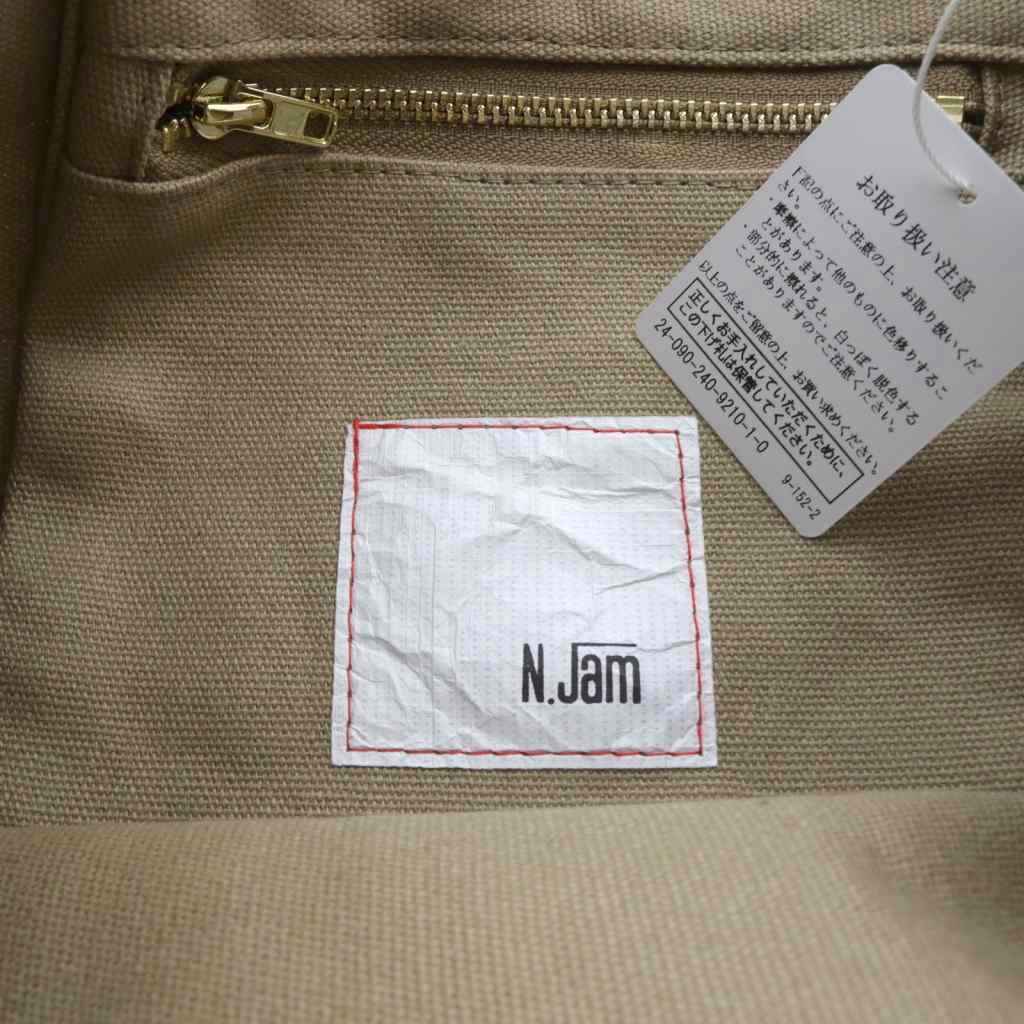 お取り扱い注意
下記の点にご注意の上、お取り扱いくだ
さい。
・摩擦によって他のものに色移りするこ
とがあります。
・部分的に擦れると、白っぽく脱色する
ことがありますのでご注意ください。
以上の点をご留意の上、お買い求めください。
正しくお手入れしていただくために、
この下げ札は保管してください。
24-090-240-9210-1-0
9-152-2
N.Jam